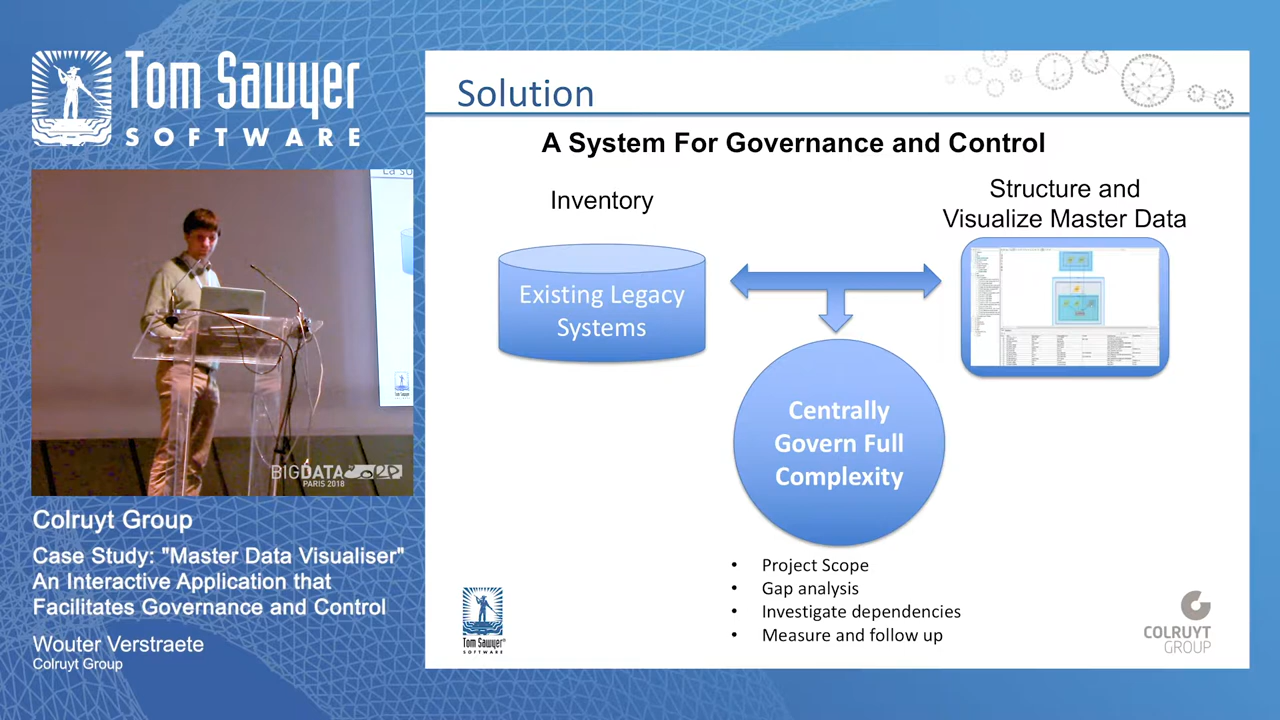 Tom Sawyer
SOFTWARE
BIGDATA
PARIS 2018
Colruyt Group
Case Study: "Master Data Visualiser"
An Interactive Application that
Facilitates Governance and Control
Wouter Verstraete
Colruyt Group
Solution
A System For Governance and Control
Inventory
Structure and
Visualize Master Data
Existing Legacy
Systems
Centrally
Govern Full
Complexity
• Project Scope
• Gap analysis
• Investigate dependencies
• Measure and follow up
Tom Sawyer®
SOFTWARE
COLRUYT
GROUP